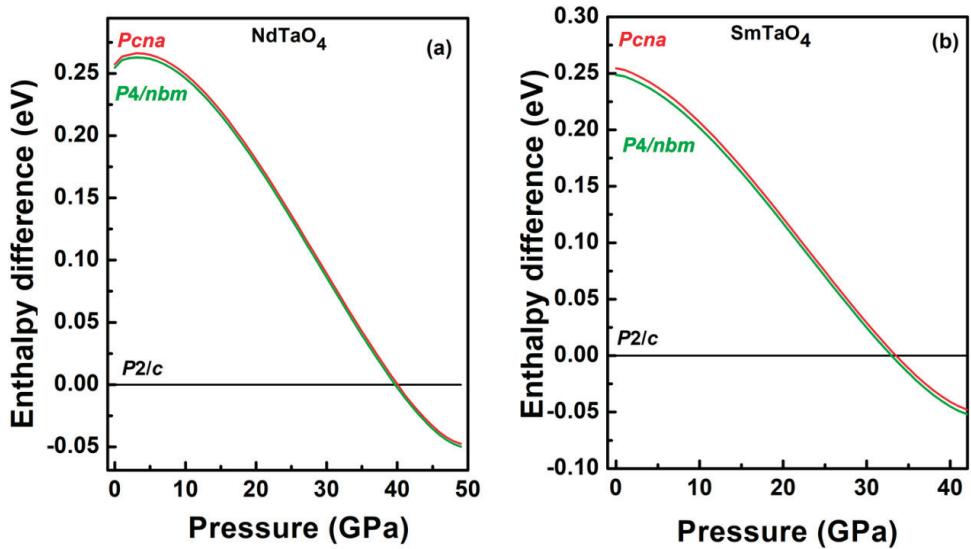 NdTaO4
(a)
Pcna
P4/nbm
P2/c
0.25
0.20
0.15
0.10
0.05
0.00
-0.05
0 10 20 30 40 50
Enthalpy difference (eV)
Pressure (GPa)
SmTaO4
(b)
Pcna
P4/nbm
P2/c
0.30
0.25
0.20
0.15
0.10
0.05
0.00
-0.05
-0.10
0 10 20 30 40
Enthalpy difference (eV)
Pressure (GPa)